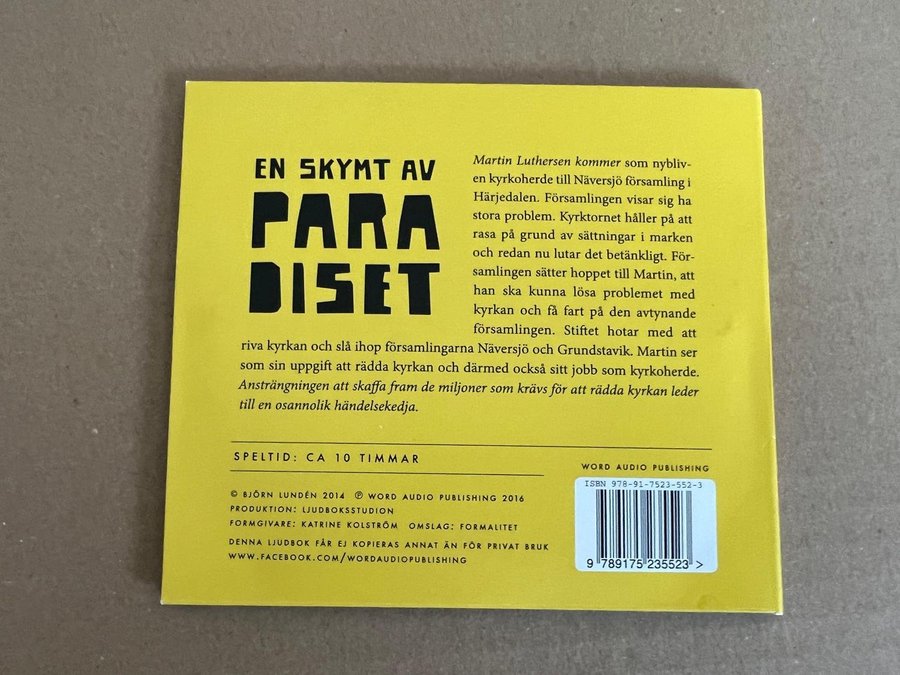 EN SKYMT AV
PARA
DISET
Martin Luthersen kommer som nybliv-
en kyrkoherde till Näversjö församling i
Härjedalen. Församlingen visar sig ha
stora problem. Kyrktornet håller på att
rasa på grund av sättningar i marken
och redan nu lutar det betänkligt. För-
samlingen sätter hoppet till Martin, att
han ska kunna lösa problemet med
kyrkan och få fart på den avtynande
församlingen. Stiftet hotar med att
riva kyrkan och slå ihop församlingarna Näversjö och Grundstavik. Martin ser
som sin uppgift att rädda kyrkan och därmed också sitt jobb som kyrkoherde.
Ansträngningen att skaffa fram de miljoner som krävs för att rädda kyrkan leder
till en osannolik händelsekedja.
SPELTID: CA 10 TIMMAR
© BJÖRN LUNDÉN 2014 ℗ WORD AUDIO PUBLISHING 2016
PRODUKTION: LJUDBOKSSTUDION
FORMGIVARE: KATRINE KOLSTRÖM OMSLAG: FORMALITET
DENNA LJUDBOK FÅR EJ KOPIERAS ANNAT ÄN FÖR PRIVAT BRUK
WWW.FACEBOOK.COM/WORDAUDIOPUBLISHING
WORD AUDIO PUBLISHING
ISBN 978-91-7523-552-3
9 789175 235523 >